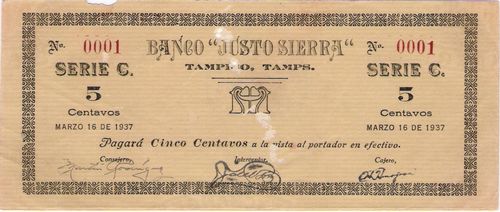 No. 0001 BANCO "JUSTO SIERRA" No. 0001
SERIE C. TAMPICO, TAMPS. SERIE C.
5 5
Centavos Centavos
MARZO 16 DE 1937 MARZO 16 DE 1937
Pagará Cinco Centavos a la vista al portador en efectivo.
Consejero, Interventor, Cajero,